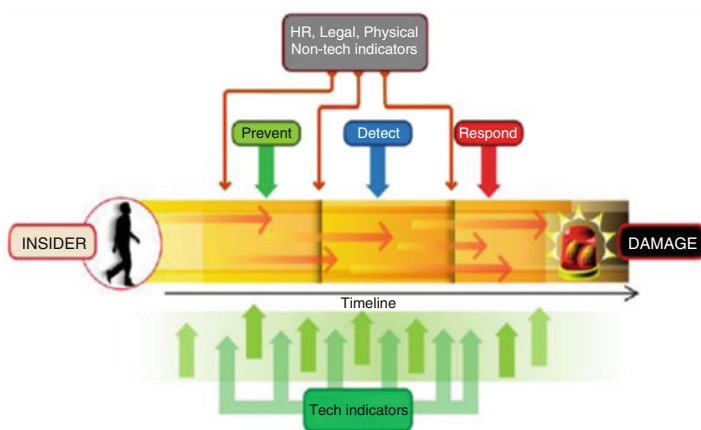 HR, Legal, Physical
Non-tech indicators
Prevent
Detect
Respond
INSIDER
DAMAGE
Timeline
Tech indicators